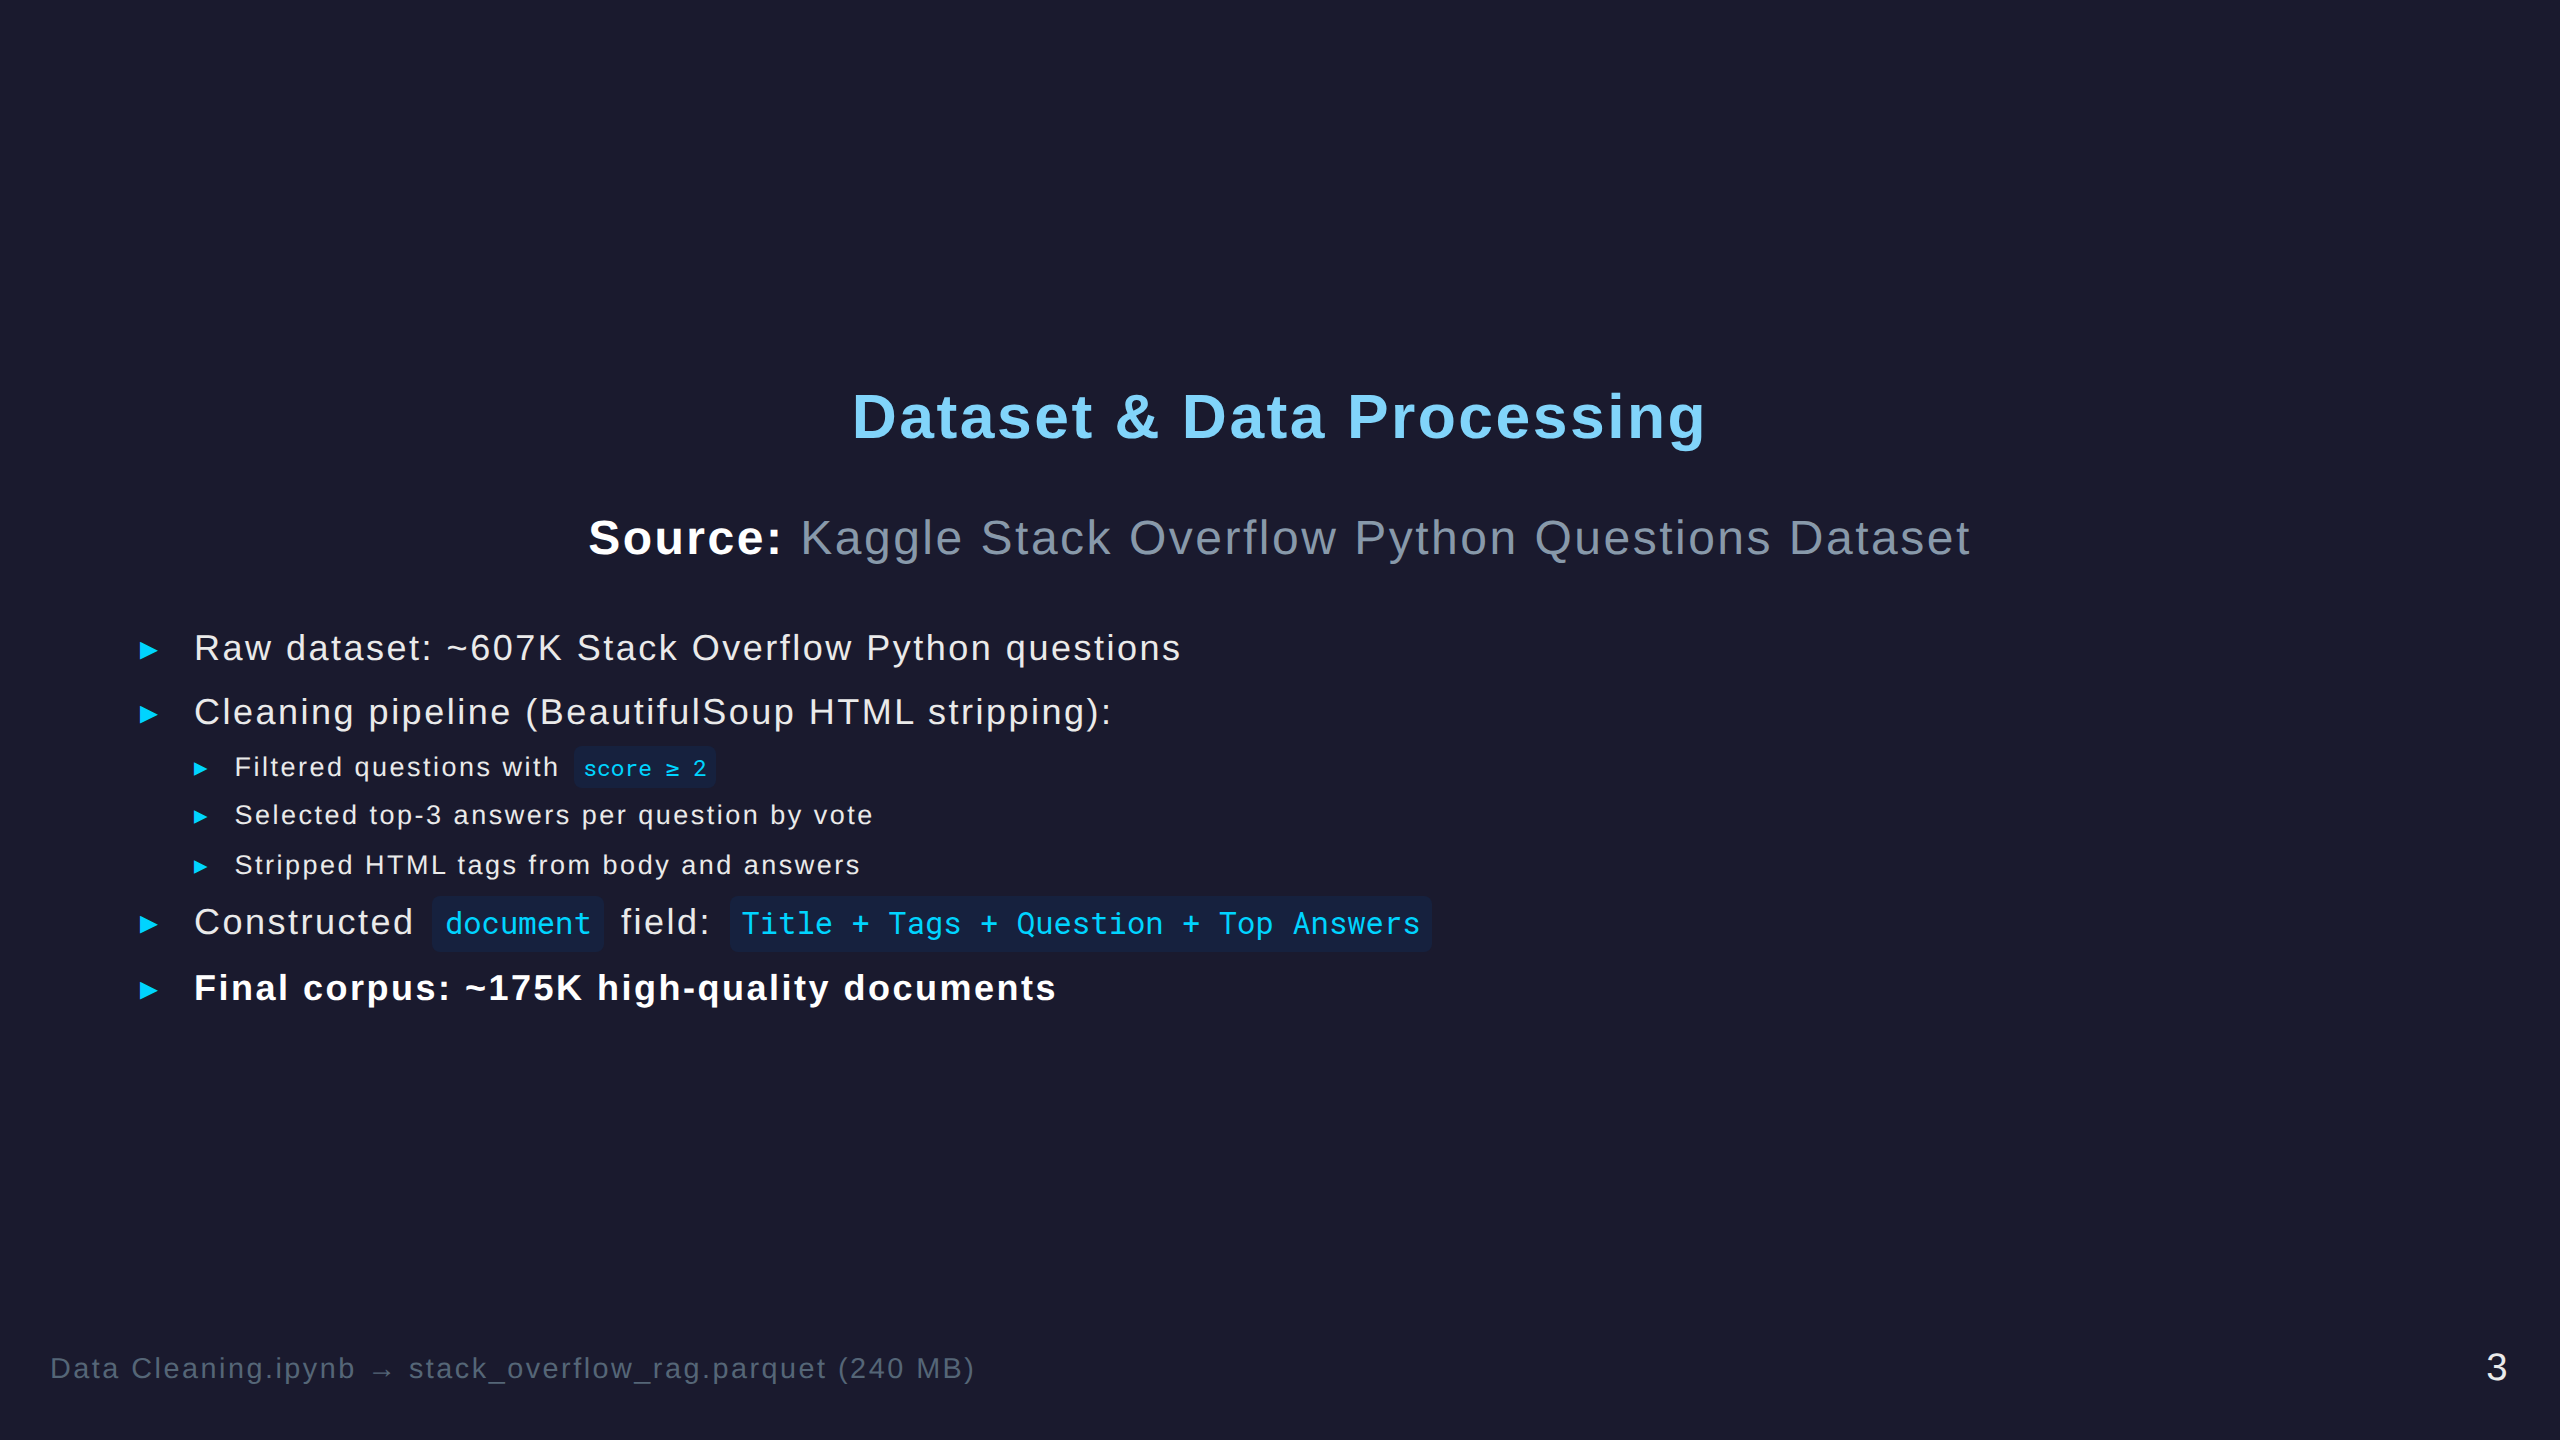 Dataset & Data Processing
Source: Kaggle Stack Overflow Python Questions Dataset
▶ Raw dataset: ~607K Stack Overflow Python questions
▶ Cleaning pipeline (BeautifulSoup HTML stripping):
▶ Filtered questions with score ≥ 2
▶ Selected top-3 answers per question by vote
▶ Stripped HTML tags from body and answers
▶ Constructed document field: Title + Tags + Question + Top Answers
▶ Final corpus: ~175K high-quality documents
Data Cleaning.ipynb → stack_overflow_rag.parquet (240 MB)
3